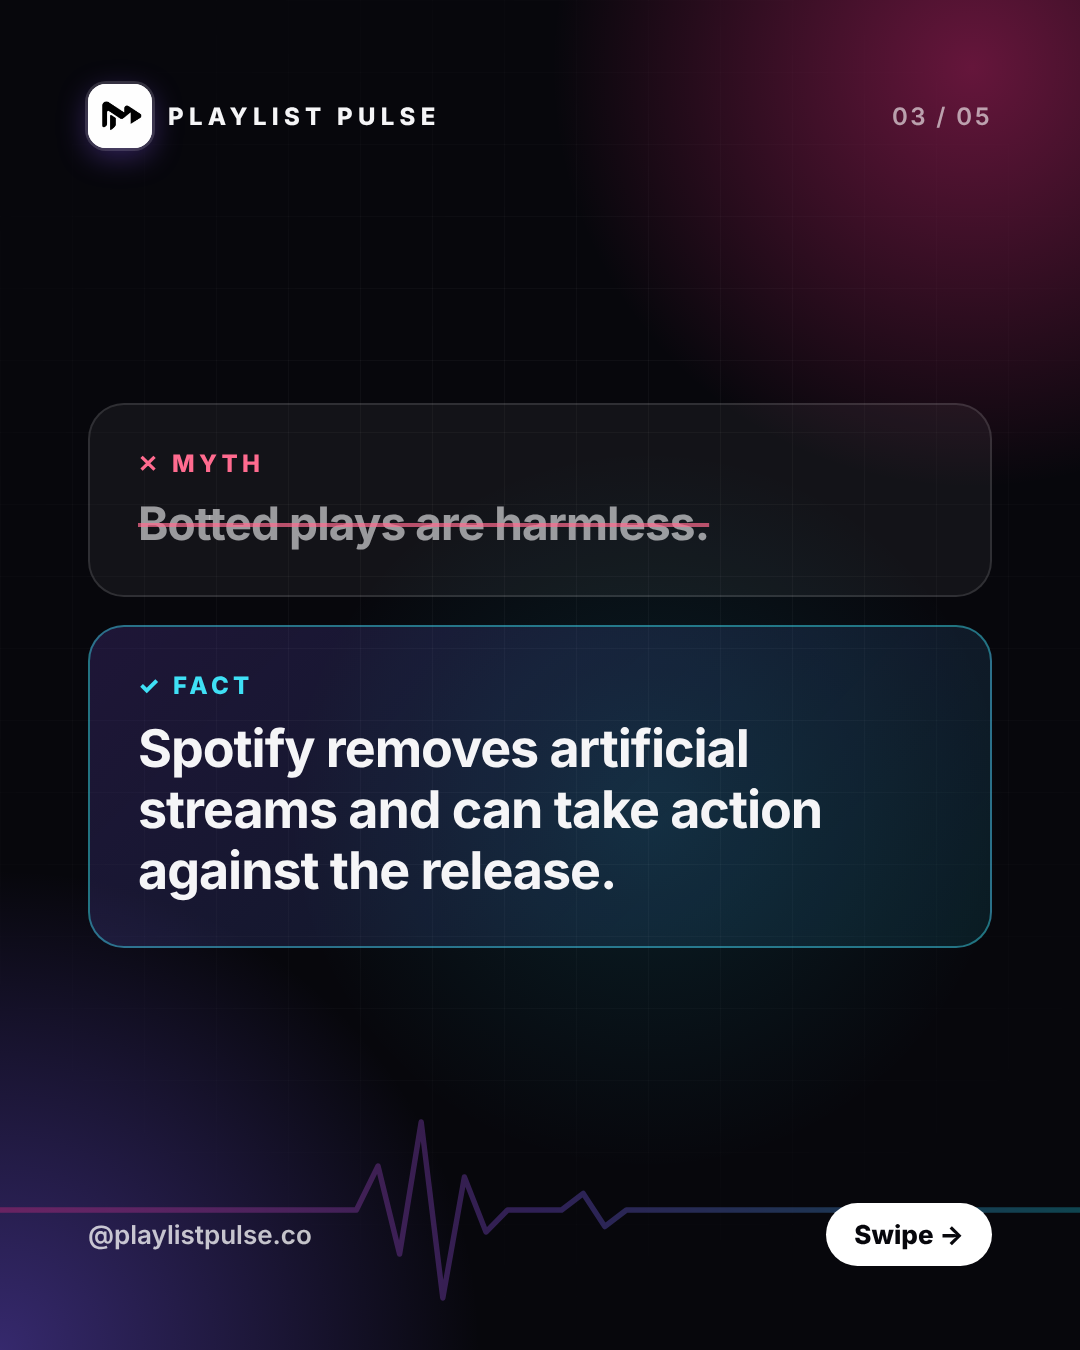 PLAYLIST PULSE
03 / 05
✕ MYTH
Botted plays are harmless.
✓ FACT
Spotify removes artificial
streams and can take action
against the release.
@playlistpulse.co
Swipe →